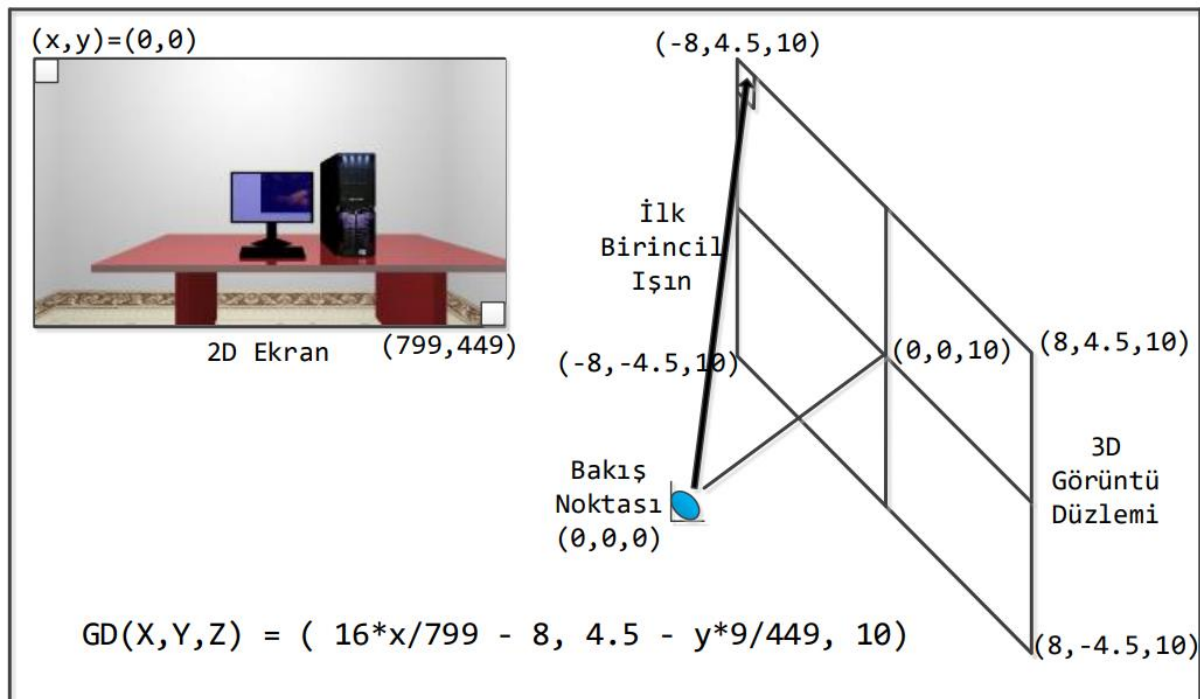 (x,y)=(0,0)
2D Ekran
(799,449)
(-8,4.5,10)
İlk
Birincil
Işın
(-8,-4.5,10)
(0,0,10)
(8,4.5,10)
Bakış
Noktası
(0,0,0)
3D
Görüntü
Düzlemi
(8,-4.5,10)
GD(X,Y,Z) = ( 16*x/799 - 8, 4.5 - y*9/449, 10)